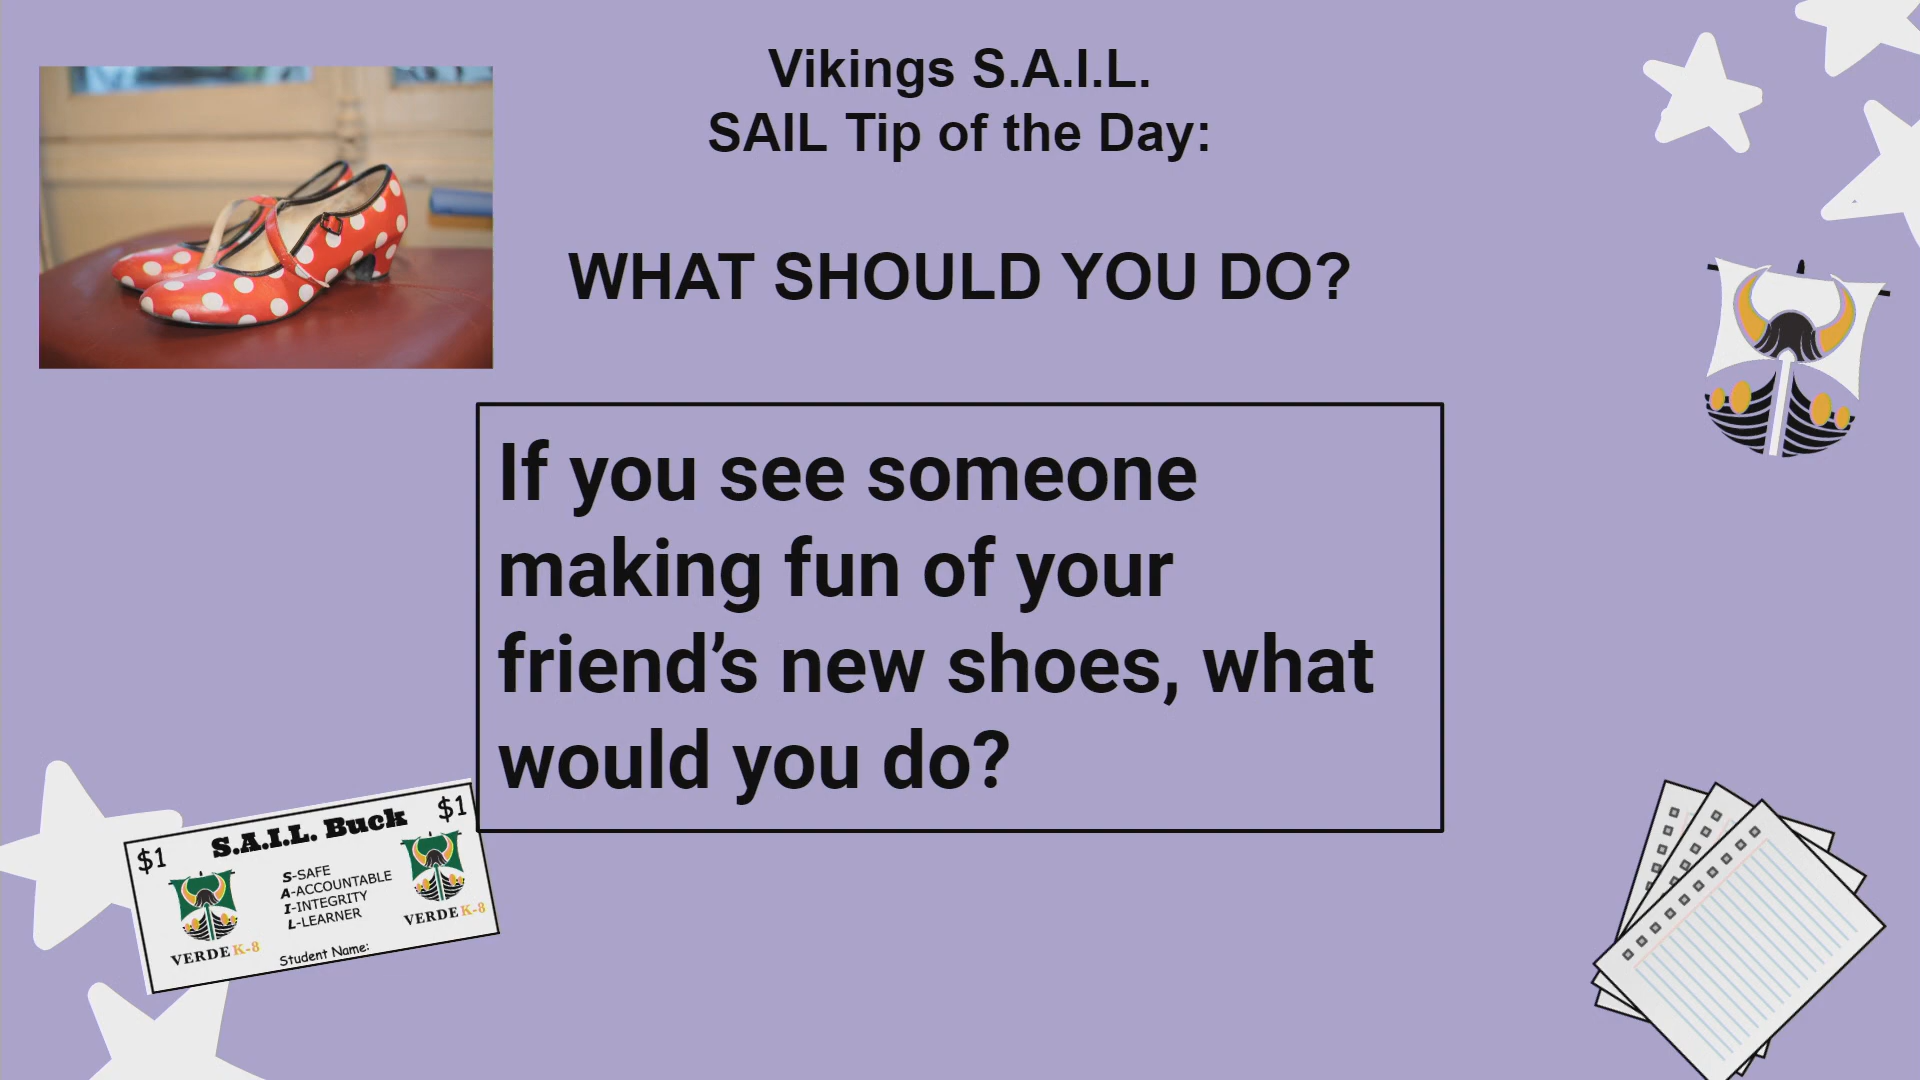 Vikings S.A.I.L.
SAIL Tip of the Day:
WHAT SHOULD YOU DO?
If you see someone
making fun of your
friend’s new shoes, what
would you do?
$1
S.A.I.L. Buck
$1
S-SAFE
A-ACCOUNTABLE
I-INTEGRITY
L-LEARNER
VERDE K-8
VERDE K-8
Student Name: